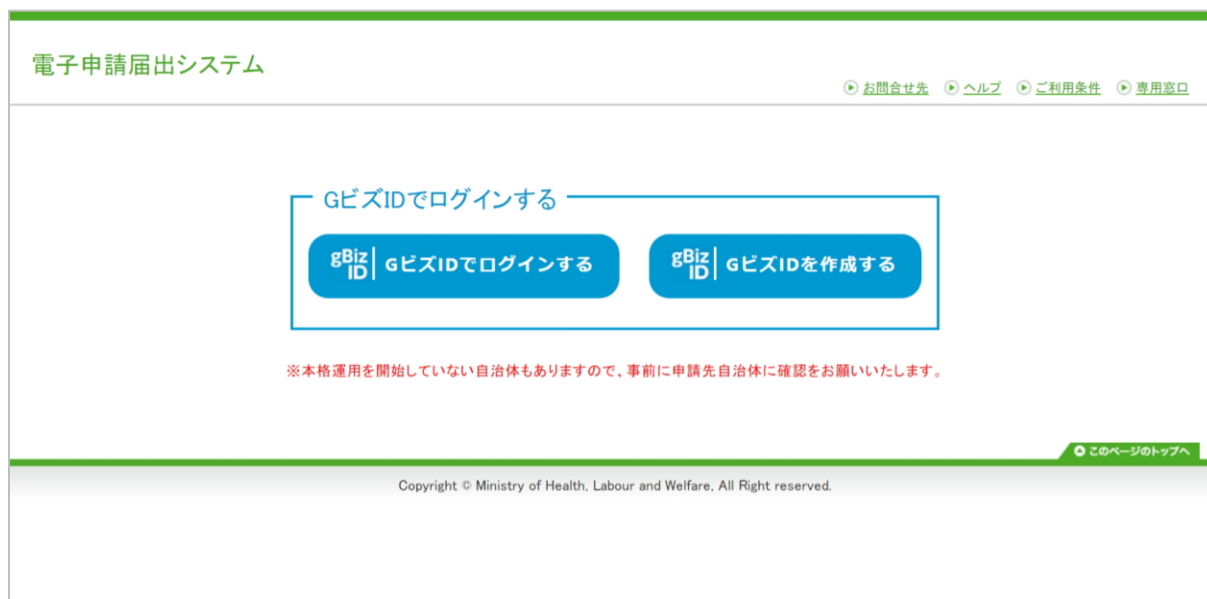 電子申請届出システム
お問合せ先 ヘルプ ご利用条件 専用窓口
GビズIDでログインする
gBiz ID GビズIDでログインする gBiz ID GビズIDを作成する
※本格運用を開始していない自治体もありますので、事前に申請先自治体に確認をお願いいたします。
このページのトップへ
Copyright © Ministry of Health, Labour and Welfare, All Right reserved.